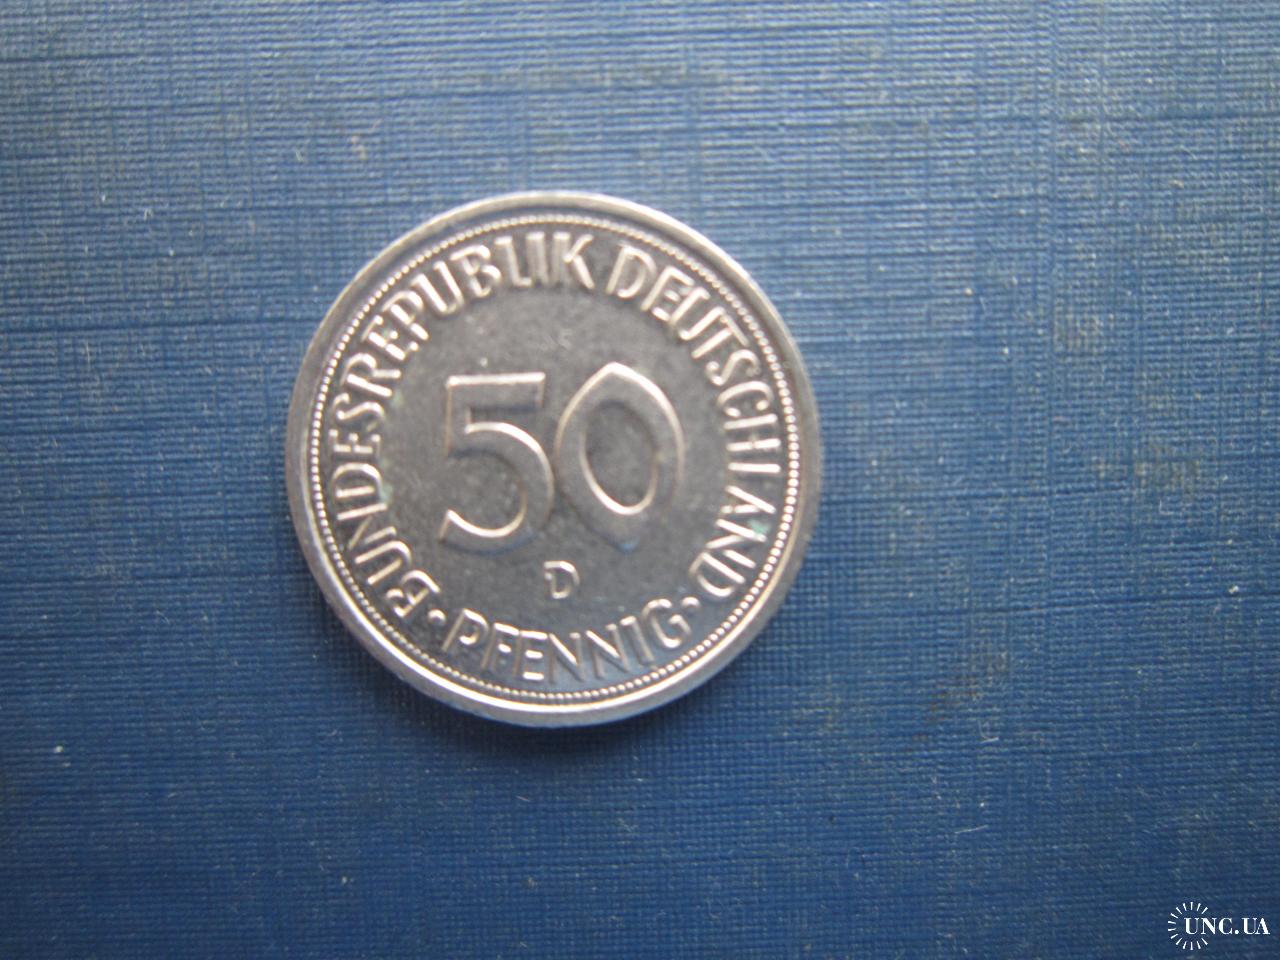 BUNDESREPUBLIK DEUTSCHLAND
50
D
• PFENNIG •
UNC.UA